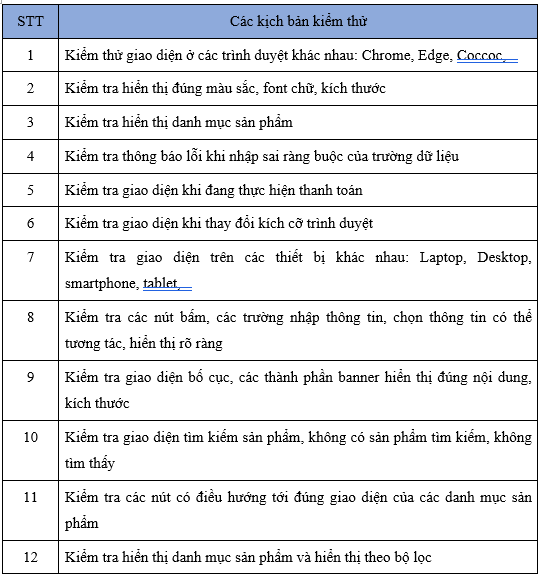 STT Các kịch bản kiểm thử
1 Kiểm thử giao diện ở các trình duyệt khác nhau: Chrome, Edge, Coccoc,...
2 Kiểm tra hiển thị đúng màu sắc, font chữ, kích thước
3 Kiểm tra hiển thị danh mục sản phẩm
4 Kiểm tra thông báo lỗi khi nhập sai ràng buộc của trường dữ liệu
5 Kiểm tra giao diện khi đang thực hiện thanh toán
6 Kiểm tra giao diện khi thay đổi kích cỡ trình duyệt
7 Kiểm tra giao diện trên các thiết bị khác nhau: Laptop, Desktop,
smartphone, tablet,...
8 Kiểm tra các nút bấm, các trường nhập thông tin, chọn thông tin có thể
tương tác, hiển thị rõ ràng
9 Kiểm tra giao diện bố cục, các thành phần banner hiển thị đúng nội dung,
kích thước
10 Kiểm tra giao diện tìm kiếm sản phẩm, không có sản phẩm tìm kiếm, không
tìm thấy
11 Kiểm tra các nút có điều hướng tới đúng giao diện của các danh mục sản
phẩm
12 Kiểm tra hiển thị danh mục sản phẩm và hiển thị theo bộ lọc